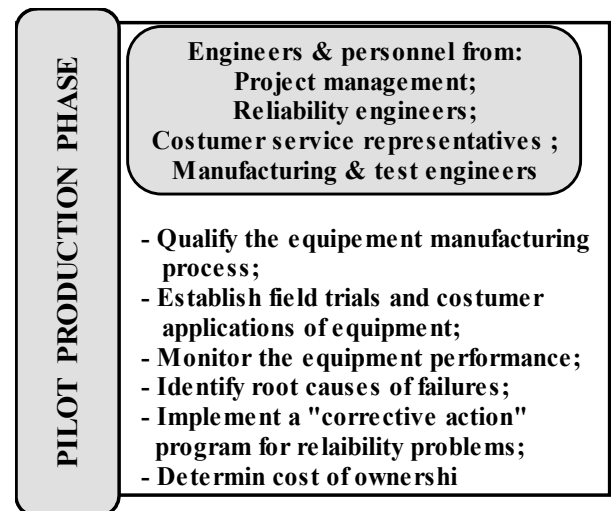 PILOT PRODUCTION PHASE
Engineers & personnel from:
Project management;
Reliability engineers;
Costumer service representatives ;
Manufacturing & test engineers
- Qualify the equipement manufacturing
process;
- Establish field trials and costumer
applications of equipment;
- Monitor the equipment performance;
- Identify root causes of failures;
- Implement a "corrective action"
program for relaibility problems;
- Determin cost of ownershi